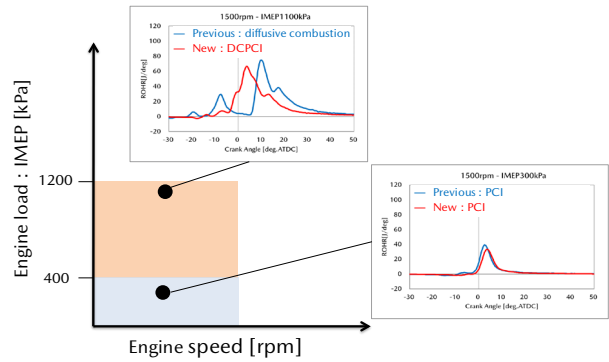 1500rpm - IMEP1100kPa
Previous : diffusive combustion
New : DCPCI
ROHR[J/deg]
120
100
80
60
40
20
0
-20
-30 -20 -10 0 10 20 30 40 50
Crank Angle [deg.ATDC]
Engine load : IMEP [kPa]
1200
400
Engine speed [rpm]
1500rpm - IMEP300kPa
Previous : PCI
New : PCI
ROHR[J/deg]
120
100
80
60
40
20
0
-20
-30 -20 -10 0 10 20 30 40 50
Crank Angle [deg.ATDC]